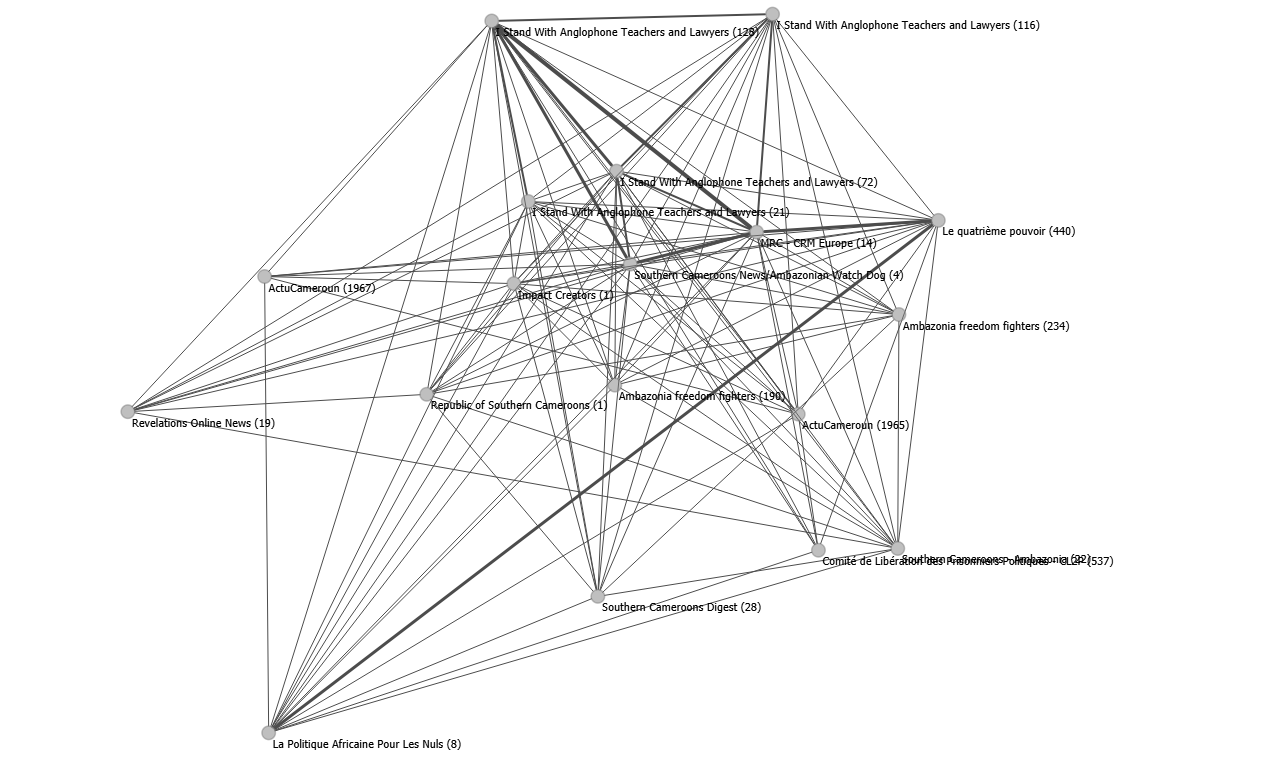 I Stand With Anglophone Teachers and Lawyers (116)
I Stand With Anglophone Teachers and Lawyers (128)
I Stand With Anglophone Teachers and Lawyers (72)
I Stand With Anglophone Teachers and Lawyers (21)
Le quatrième pouvoir (440)
MRC - CRM Europe (14)
Southern Cameroons News/Ambazonian Watch Dog (4)
ActuCameroun (1967)
Impact Creators (1)
Ambazonia freedom fighters (234)
Ambazonia freedom fighters (190)
Republic of Southern Cameroons (1)
Revelations Online News (19)
ActuCameroun (1965)
Southern Cameroons - Ambazonia (22)
Comité de Libération des Prisonniers Politiques - CL2P (537)
Southern Cameroons Digest (28)
La Politique Africaine Pour Les Nuls (8)